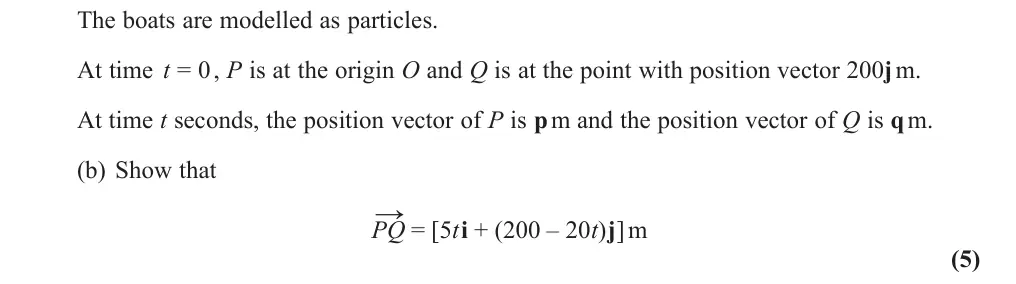 The boats are modelled as particles.
At time t = 0, P is at the origin O and Q is at the point with position vector 200j m.
At time t seconds, the position vector of P is p m and the position vector of Q is q m.
(b) Show that
$\overrightarrow{PQ}$ = [5ti + (200 – 20t)j] m
(5)